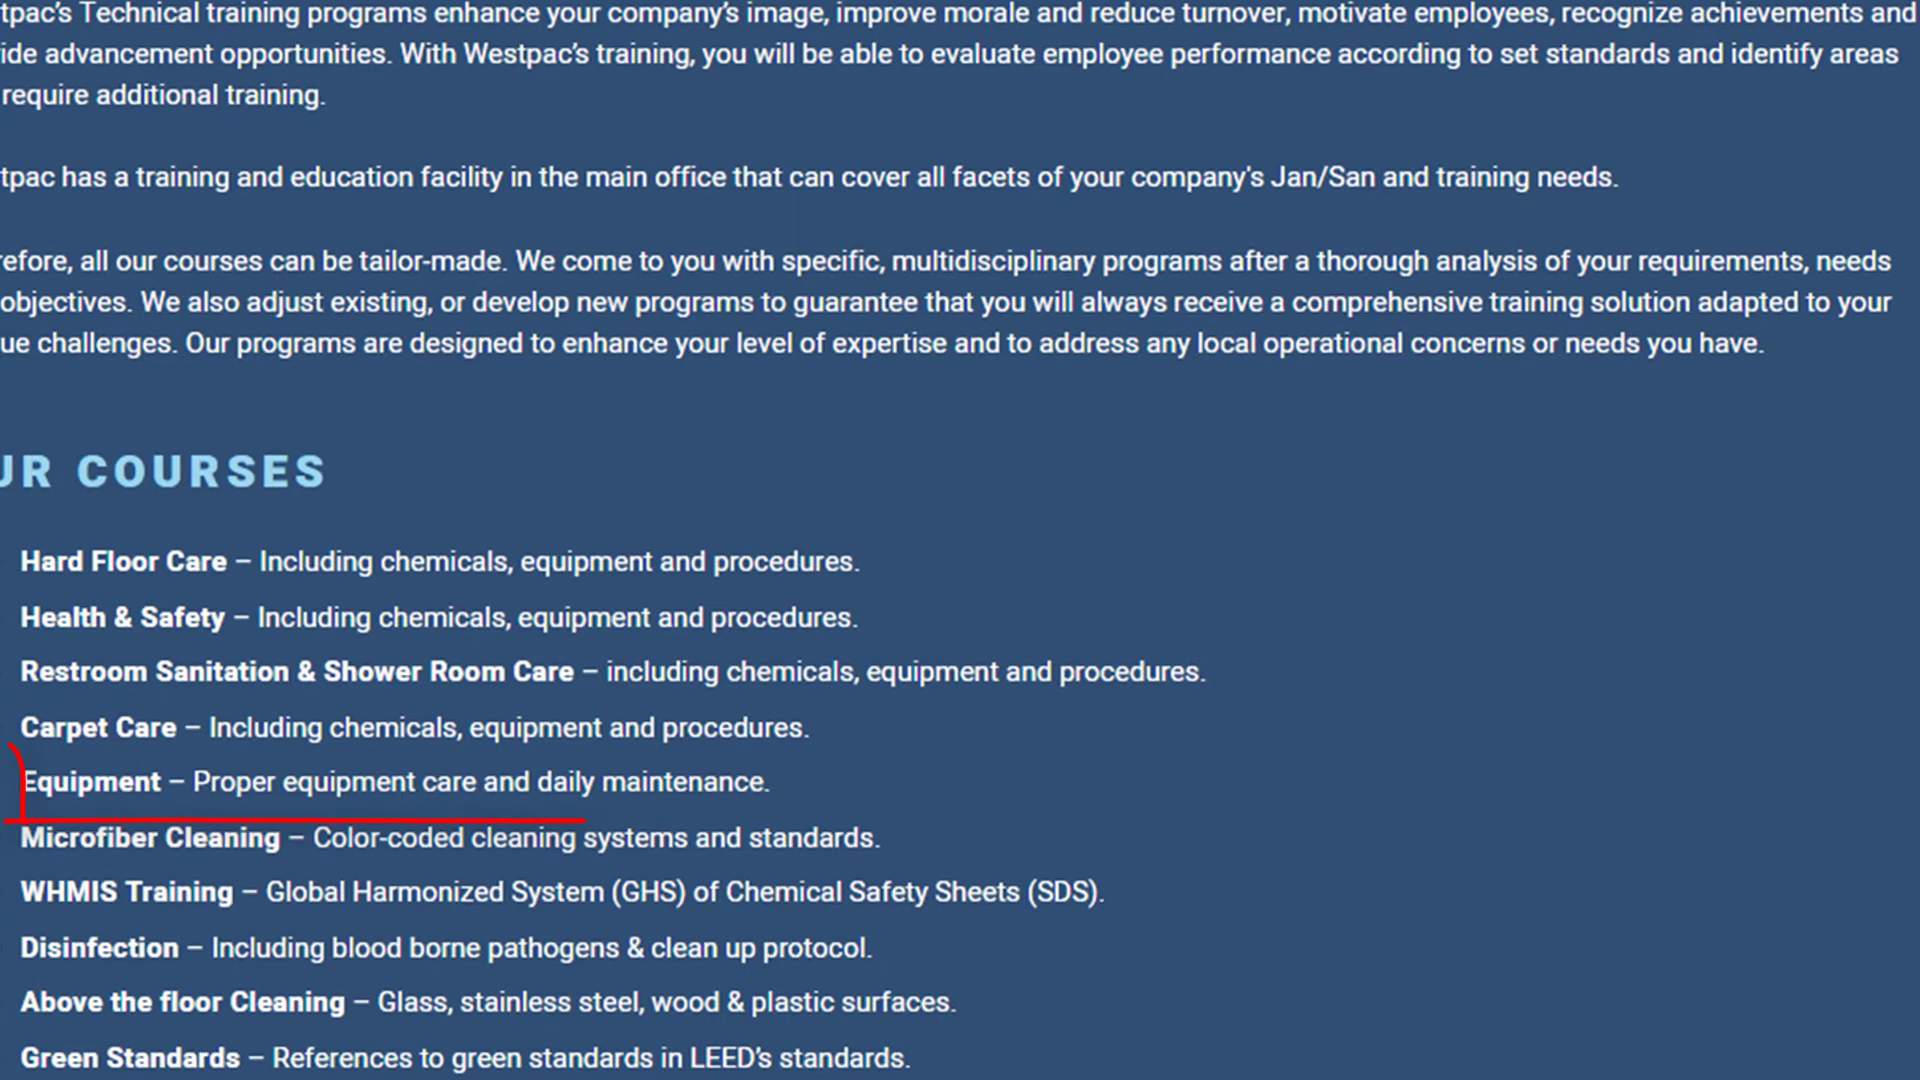 tpac's Technical training programs enhance your company's image, improve morale and reduce turnover, motivate employees, recognize achievements and
ide advancement opportunities. With Westpac's training, you will be able to evaluate employee performance according to set standards and identify areas
require additional training.
tpac has a training and education facility in the main office that can cover all facets of your company's Jan/San and training needs.
efore, all our courses can be tailor-made. We come to you with specific, multidisciplinary programs after a thorough analysis of your requirements, needs
objectives. We also adjust existing, or develop new programs to guarantee that you will always receive a comprehensive training solution adapted to your
ue challenges. Our programs are designed to enhance your level of expertise and to address any local operational concerns or needs you have.
UR COURSES
Hard Floor Care – Including chemicals, equipment and procedures.
Health & Safety – Including chemicals, equipment and procedures.
Restroom Sanitation & Shower Room Care – including chemicals, equipment and procedures.
Carpet Care – Including chemicals, equipment and procedures.
Equipment – Proper equipment care and daily maintenance.
Microfiber Cleaning – Color-coded cleaning systems and standards.
WHMIS Training – Global Harmonized System (GHS) of Chemical Safety Sheets (SDS).
Disinfection – Including blood borne pathogens & clean up protocol.
Above the floor Cleaning – Glass, stainless steel, wood & plastic surfaces.
Green Standards – References to green standards in LEED's standards.